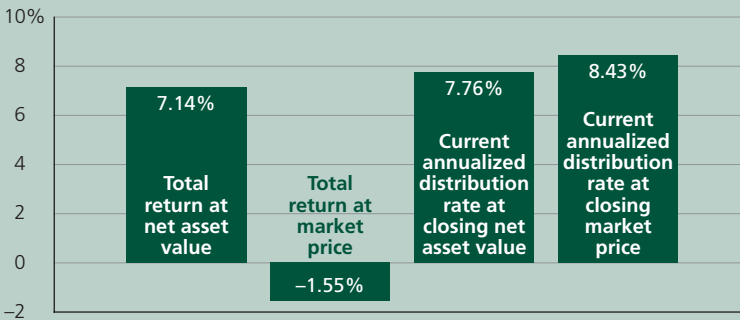 10%
8
6
4
2
0
–2
7.14%
Total
return at
net asset
value
Total
return at
market
price
–1.55%
7.76%
Current
annualized
distribution
rate at
closing net
asset value
8.43%
Current
annualized
distribution
rate at
closing
market
price